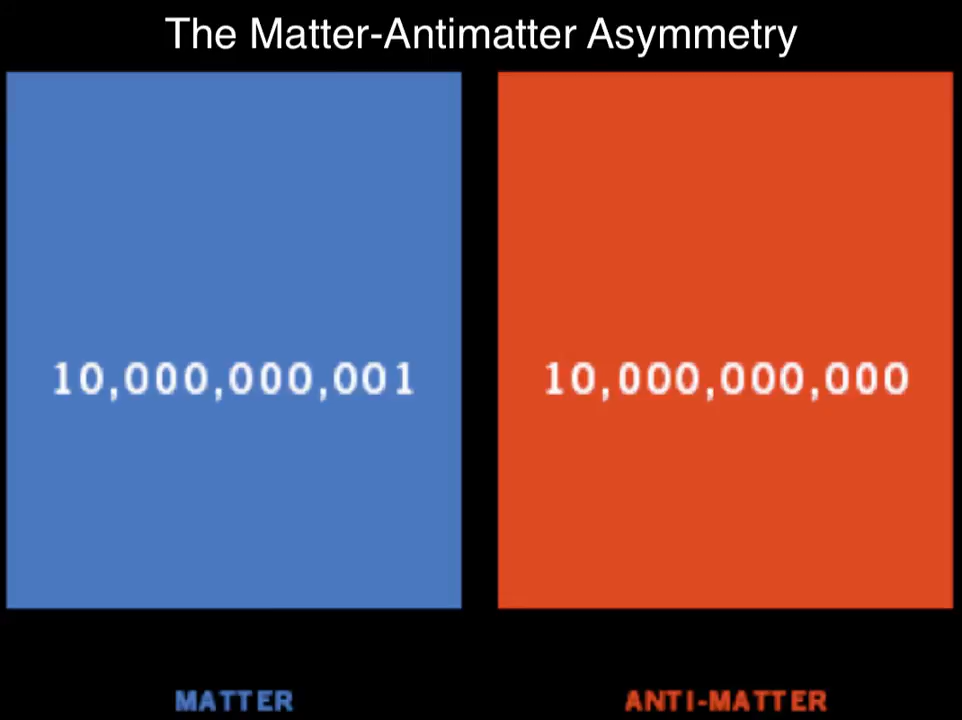 The Matter-Antimatter Asymmetry
10,000,000,001
10,000,000,000
MATTER
ANTI-MATTER